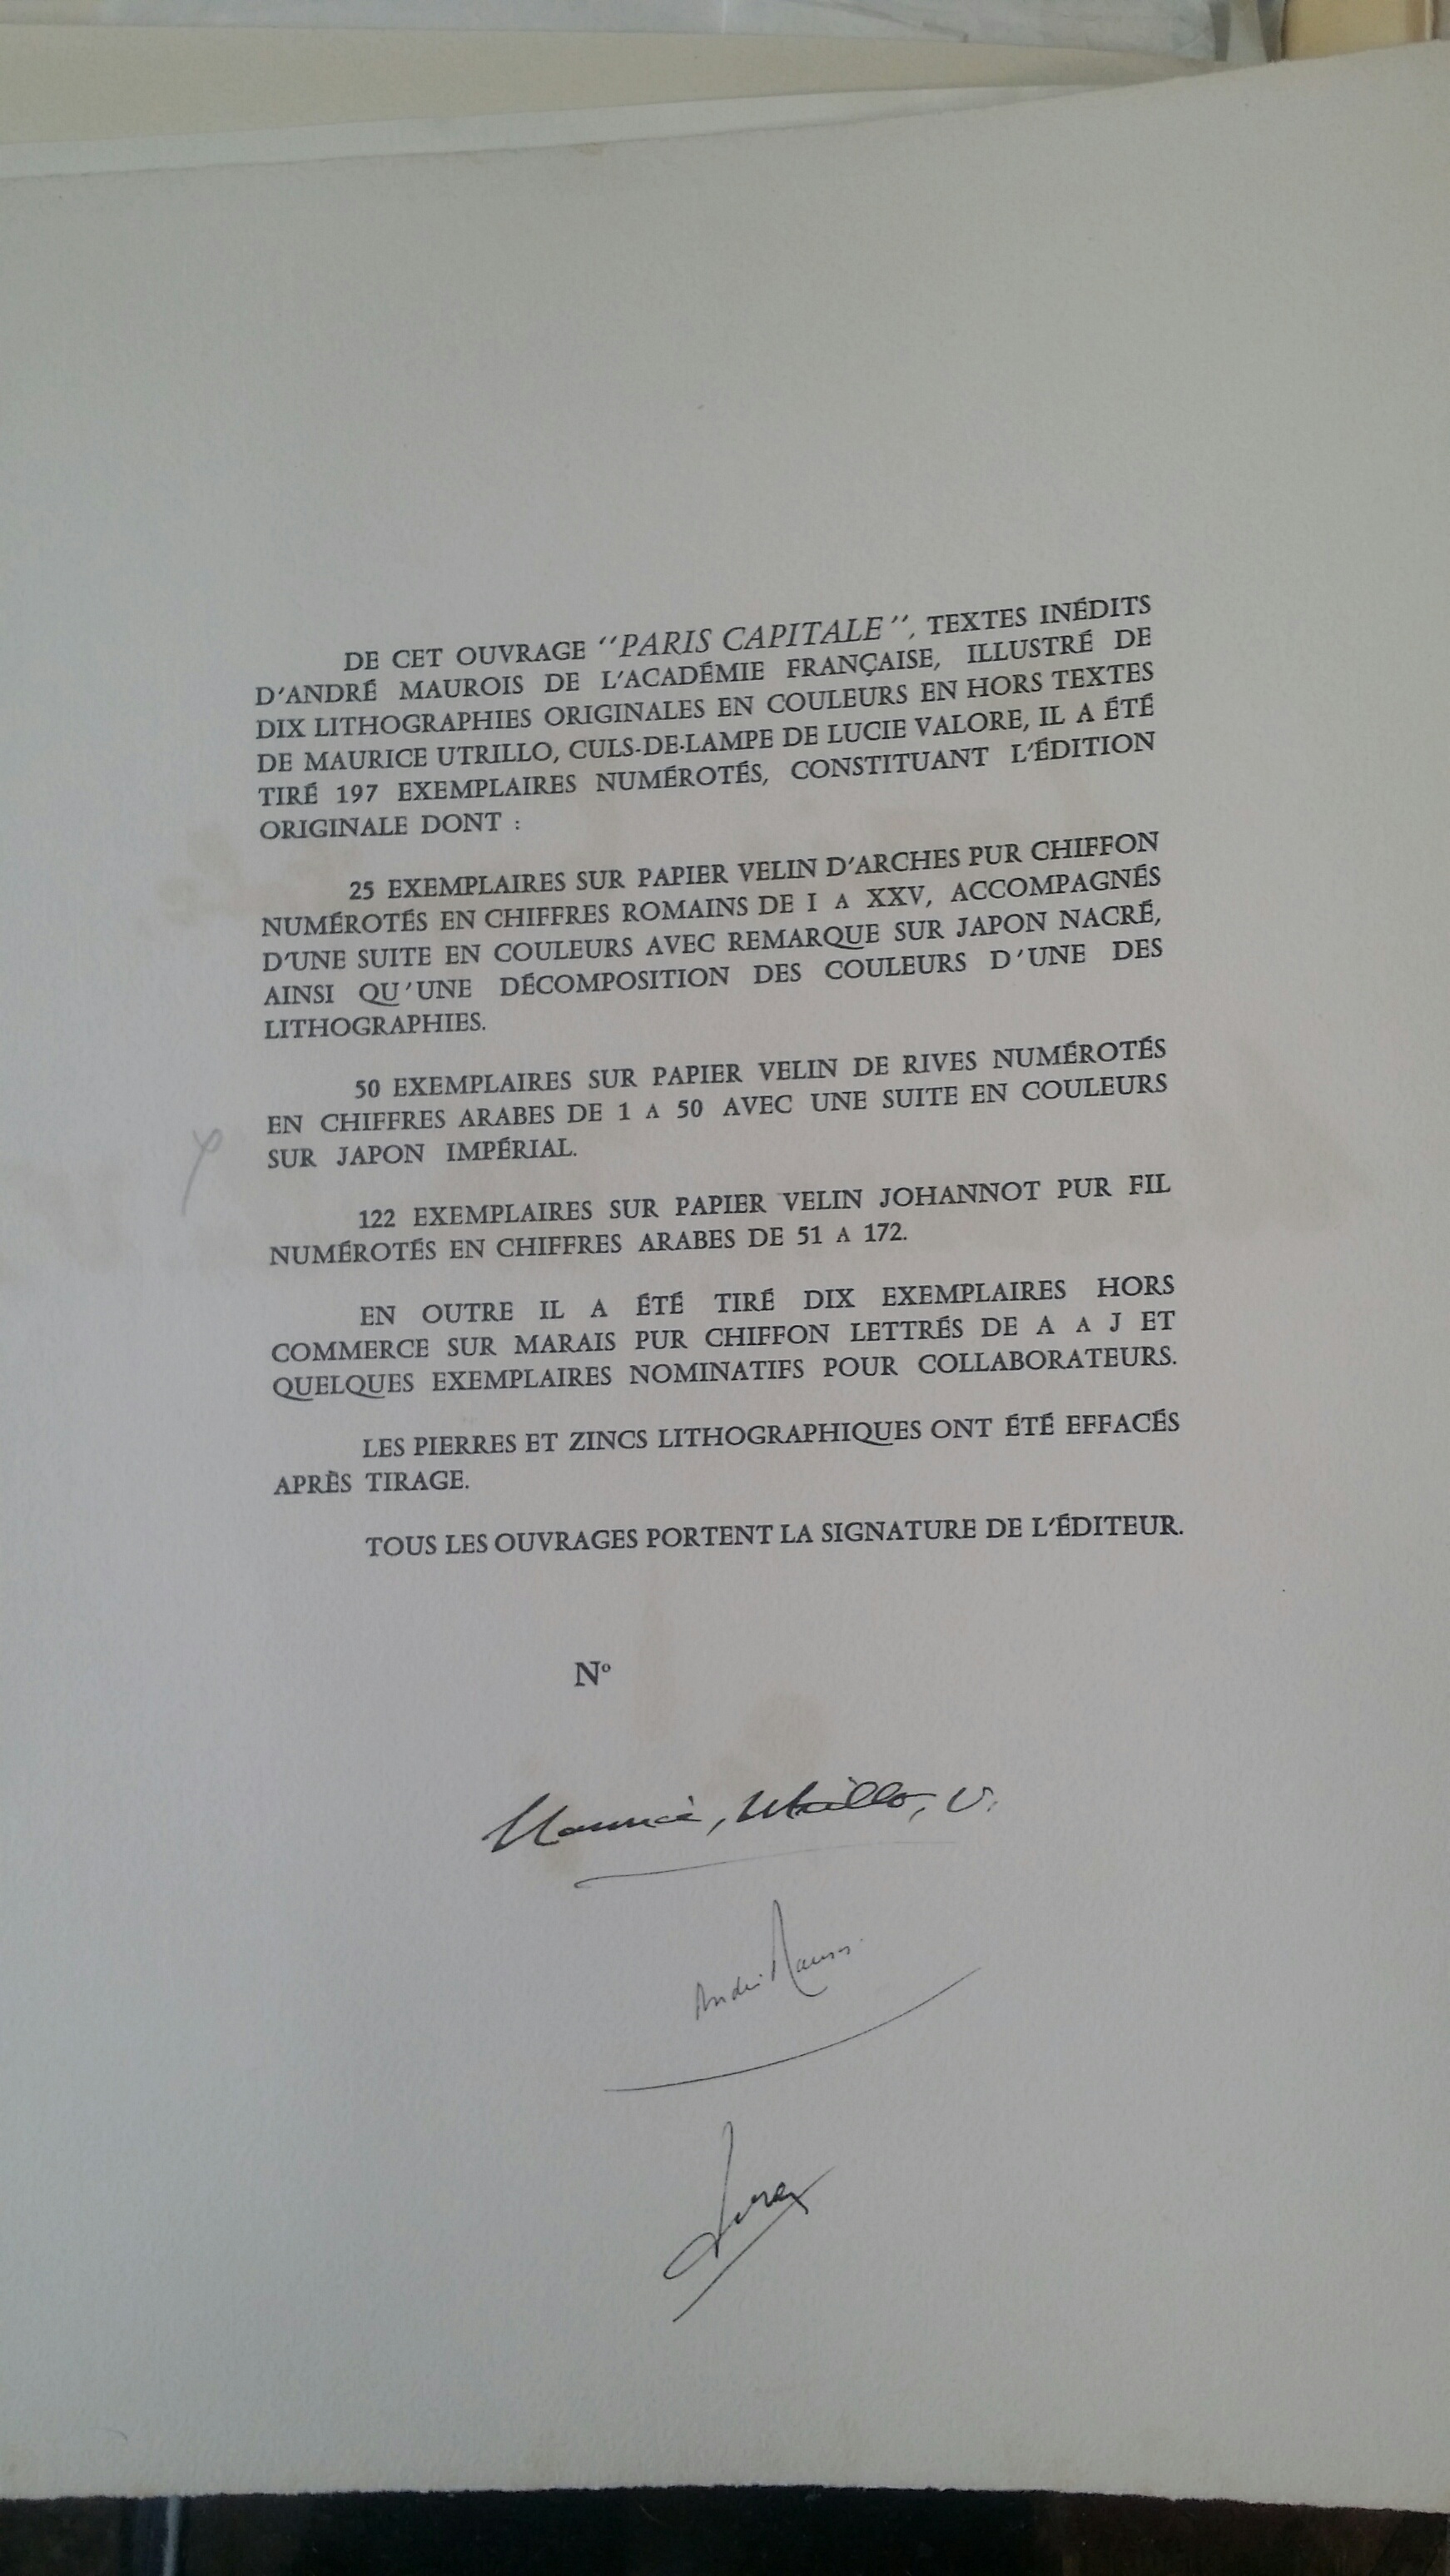 DE CET OUVRAGE ‘‘PARIS CAPITALE’’, TEXTES INÉDITS
D’ANDRÉ MAUROIS DE L’ACADÉMIE FRANÇAISE, ILLUSTRÉ DE
DIX LITHOGRAPHIES ORIGINALES EN COULEURS EN HORS TEXTES
DE MAURICE UTRILLO, CULS-DE-LAMPE DE LUCIE VALORE, IL A ÉTÉ
TIRÉ 197 EXEMPLAIRES NUMÉROTÉS, CONSTITUANT L’ÉDITION
ORIGINALE DONT :
25 EXEMPLAIRES SUR PAPIER VELIN D’ARCHES PUR CHIFFON
NUMÉROTÉS EN CHIFFRES ROMAINS DE I A XXV, ACCOMPAGNÉS
D’UNE SUITE EN COULEURS AVEC REMARQUE SUR JAPON NACRÉ,
AINSI QU’UNE DÉCOMPOSITION DES COULEURS D’UNE DES
LITHOGRAPHIES.
50 EXEMPLAIRES SUR PAPIER VELIN DE RIVES NUMÉROTÉS
EN CHIFFRES ARABES DE 1 A 50 AVEC UNE SUITE EN COULEURS
SUR JAPON IMPÉRIAL.
122 EXEMPLAIRES SUR PAPIER VELIN JOHANNOT PUR FIL
NUMÉROTÉS EN CHIFFRES ARABES DE 51 A 172.
EN OUTRE IL A ÉTÉ TIRÉ DIX EXEMPLAIRES HORS
COMMERCE SUR MARAIS PUR CHIFFON LETTRÉS DE A A J ET
QUELQUES EXEMPLAIRES NOMINATIFS POUR COLLABORATEURS.
LES PIERRES ET ZINCS LITHOGRAPHIQUES ONT ÉTÉ EFFACÉS
APRÈS TIRAGE.
TOUS LES OUVRAGES PORTENT LA SIGNATURE DE L’ÉDITEUR.
Nº
Maurice, Utrillo, V.
André Maurois